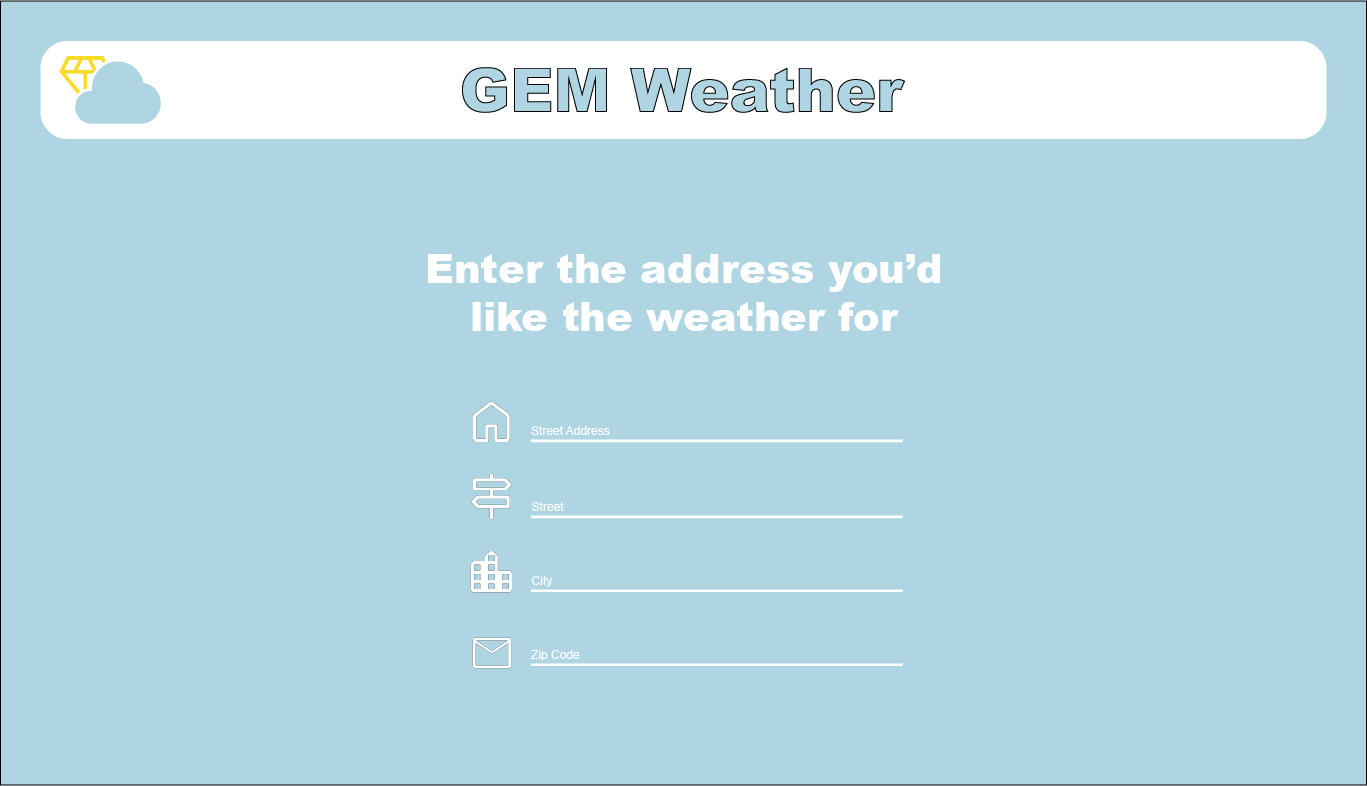 GEM Weather
Enter the address you’d
like the weather for
Street Address
Street
City
Zip Code